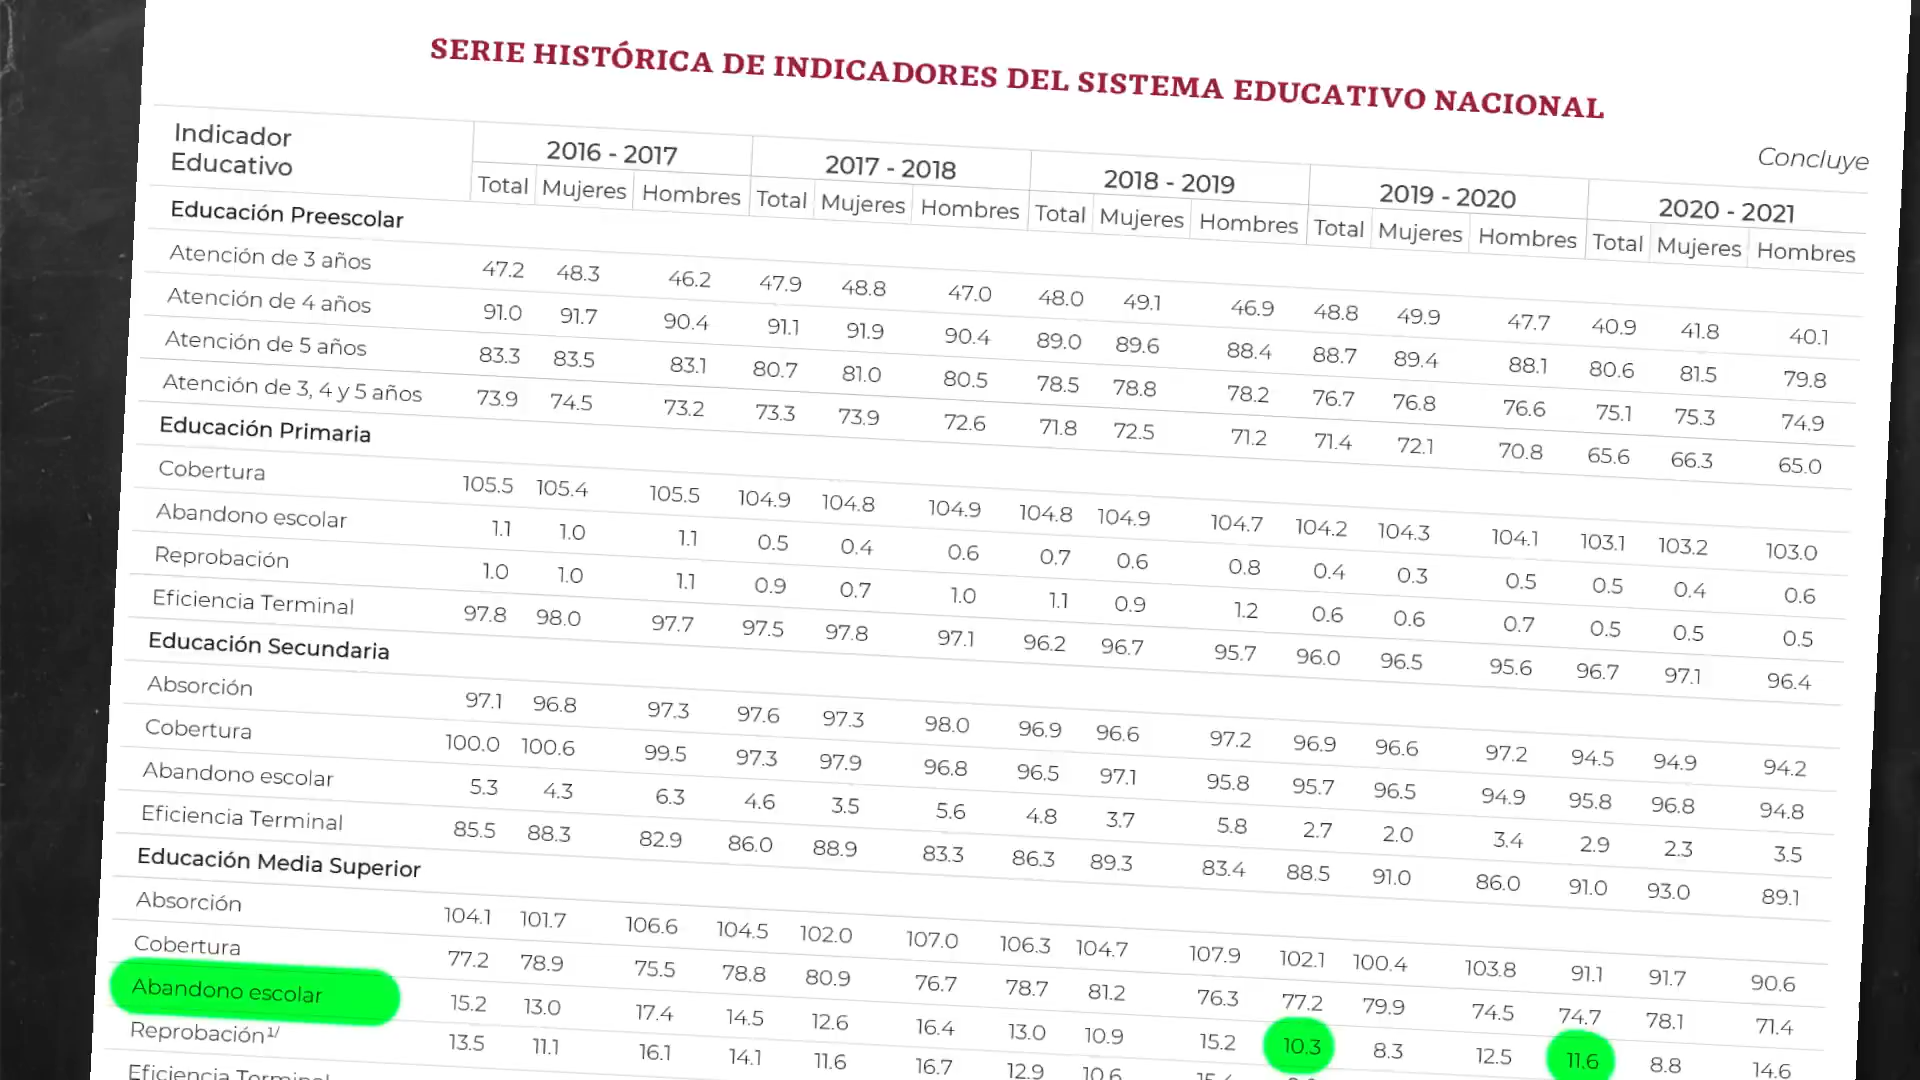 SERIE HISTÓRICA DE INDICADORES DEL SISTEMA EDUCATIVO NACIONAL
Concluye
Indicador Educativo 2016 - 2017 2017 - 2018 2018 - 2019 2019 - 2020 2020 - 2021
Total Mujeres Hombres Total Mujeres Hombres Total Mujeres Hombres Total Mujeres Hombres Total Mujeres Hombres
Educación Preescolar
Atención de 3 años 47.2 48.3 46.2 47.9 48.8 47.0 48.0 49.1 46.9 48.8 49.9 47.7 40.9 41.8 40.1
Atención de 4 años 91.0 91.7 90.4 91.1 91.9 90.4 89.0 89.6 88.4 88.7 89.4 88.1 80.6 81.5 79.8
Atención de 5 años 83.3 83.5 83.1 80.7 81.0 80.5 78.5 78.8 78.2 76.7 76.8 76.6 75.1 75.3 74.9
Atención de 3, 4 y 5 años 73.9 74.5 73.2 73.3 73.9 72.6 71.8 72.5 71.2 71.4 72.1 70.8 65.6 66.3 65.0
Educación Primaria
Cobertura 105.5 105.4 105.5 104.9 104.8 104.9 104.8 104.9 104.7 104.2 104.3 104.1 103.1 103.2 103.0
Abandono escolar 1.1 1.0 1.1 0.5 0.4 0.6 0.7 0.6 0.8 0.4 0.3 0.5 0.5 0.4 0.6
Reprobación 1.0 1.0 1.1 0.9 0.7 1.0 1.1 0.9 1.2 0.6 0.6 0.7 0.5 0.5 0.5
Eficiencia Terminal 97.8 98.0 97.7 97.5 97.8 97.1 96.2 96.7 95.7 96.0 96.5 95.6 96.7 97.1 96.4
Educación Secundaria
Absorción 97.1 96.8 97.3 97.6 97.3 98.0 96.9 96.6 97.2 96.9 96.6 97.2 94.5 94.9 94.2
Cobertura 100.0 100.6 99.5 97.3 97.9 96.8 96.5 97.1 95.8 95.7 96.5 94.9 95.8 96.8 94.8
Abandono escolar 5.3 4.3 6.3 4.6 3.5 5.6 4.8 3.7 5.8 2.7 2.0 3.4 2.9 2.3 3.5
Eficiencia Terminal 85.5 88.3 82.9 86.0 88.9 83.3 86.3 89.3 83.4 88.5 91.0 86.0 91.0 93.0 89.1
Educación Media Superior
Absorción 104.1 101.7 106.6 104.5 102.0 107.0 106.3 104.7 107.9 102.1 100.4 103.8 91.1 91.7 90.6
Cobertura 77.2 78.9 75.5 78.8 80.9 76.7 78.7 81.2 76.3 77.2 79.9 74.5 74.7 78.1 71.4
Abandono escolar 15.2 13.0 17.4 14.5 12.6 16.4 13.0 10.9 15.2 10.3 8.3 12.5 11.6 8.8 14.6
Reprobación1/ 13.5 11.1 16.1 14.1 11.6 16.7 12.9 10.6
Eficiencia Terminal